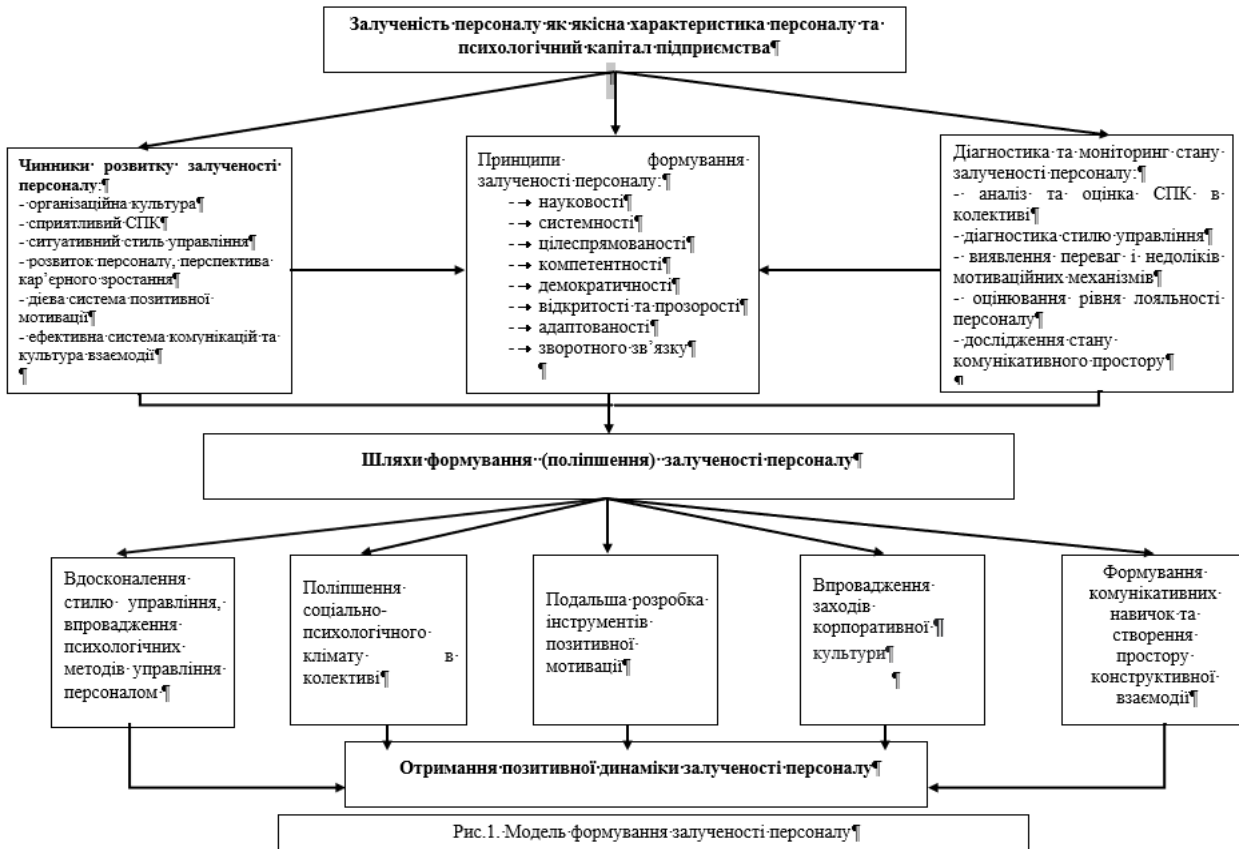 Залученість персоналу як якісна характеристика персоналу та
психологічний капітал підприємства
Чинники розвитку залученості
персоналу:
- організаційна культура
- сприятливий СПК
- ситуативний стиль управління
- розвиток персоналу, перспектива
кар’єрного зростання
- дієва система позитивної
мотивації
- ефективна система комунікацій та
культура взаємодії
Принципи формування
залученості персоналу:
- науковості
- системності
- цілеспрямованості
- компетентності
- демократичності
- відкритості та прозорості
- адаптованості
- зворотного зв’язку
Діагностика та моніторинг стану
залученості персоналу:
- аналіз та оцінка СПК в
колективі
- діагностика стилю управління
- виявлення переваг і недоліків
мотиваційних механізмів
- оцінювання рівня лояльності
персоналу
- дослідження стану
комунікативного простору
Шляхи формування (поліпшення) залученості персоналу
Вдосконалення
стилю управління,
впровадження
психологічних
методів управління
персоналом
Поліпшення
соціально-
психологічного
клімату в
колективі
Подальша розробка
інструментів
позитивної
мотивації
Впровадження
заходів
корпоративної
культури
Формування
комунікативних
навичок та
створення
простору
конструктивної
взаємодії
Отримання позитивної динаміки залученості персоналу
Рис.1. Модель формування залученості персоналу